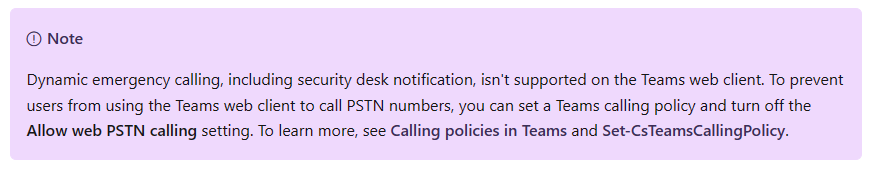 Note
Dynamic emergency calling, including security desk notification, isn't supported on the Teams web client. To prevent
users from using the Teams web client to call PSTN numbers, you can set a Teams calling policy and turn off the
Allow web PSTN calling setting. To learn more, see Calling policies in Teams and Set-CsTeamsCallingPolicy.